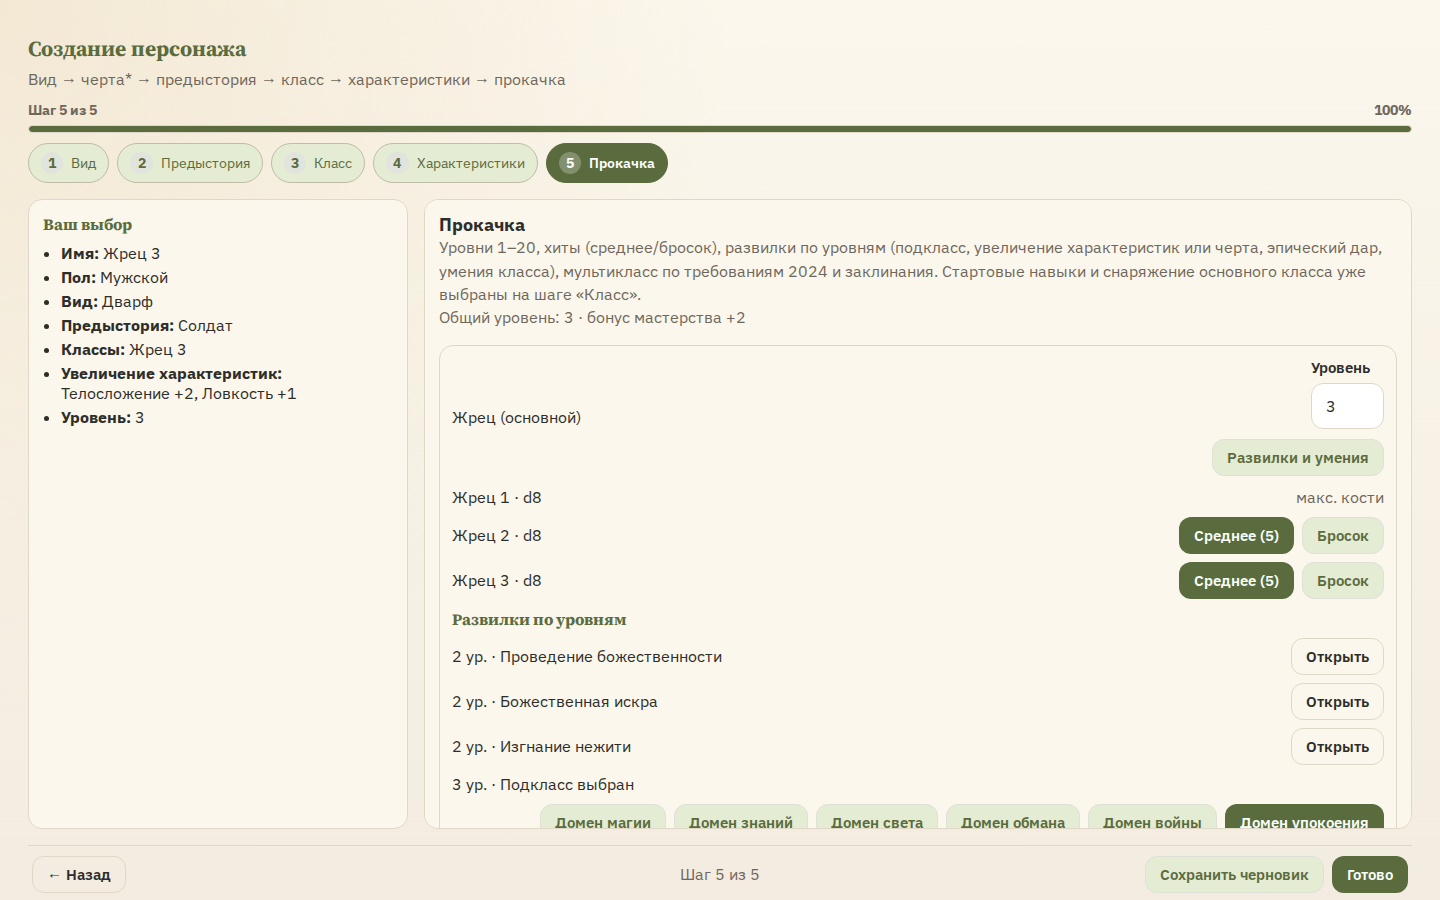 Создание персонажа
Вид → черта* → предыстория → класс → характеристики → прокачка
Шаг 5 из 5
100%
1 Вид
2 Предыстория
3 Класс
4 Характеристики
5 Прокачка
Ваш выбор
• Имя: Жрец 3
• Пол: Мужской
• Вид: Дварф
• Предыстория: Солдат
• Классы: Жрец 3
• Увеличение характеристик:
Телосложение +2, Ловкость +1
• Уровень: 3
Прокачка
Уровни 1–20, хиты (среднее/бросок), развилки по уровням (подкласс, увеличение характеристик или черта, эпический дар,
умения класса), мультикласс по требованиям 2024 и заклинания. Стартовые навыки и снаряжение основного класса уже
выбраны на шаге «Класс».
Общий уровень: 3 · бонус мастерства +2
Уровень
Жрец (основной)
3
Развилки и умения
Жрец 1 · d8
макс. кости
Жрец 2 · d8
Среднее (5)
Бросок
Жрец 3 · d8
Среднее (5)
Бросок
Развилки по уровням
2 ур. · Проведение божественности
Открыть
2 ур. · Божественная искра
Открыть
2 ур. · Изгнание нежити
Открыть
3 ур. · Подкласс выбран
Домен магии
Домен знаний
Домен света
Домен обмана
Домен войны
Домен упокоения
← Назад
Шаг 5 из 5
Сохранить черновик
Готово